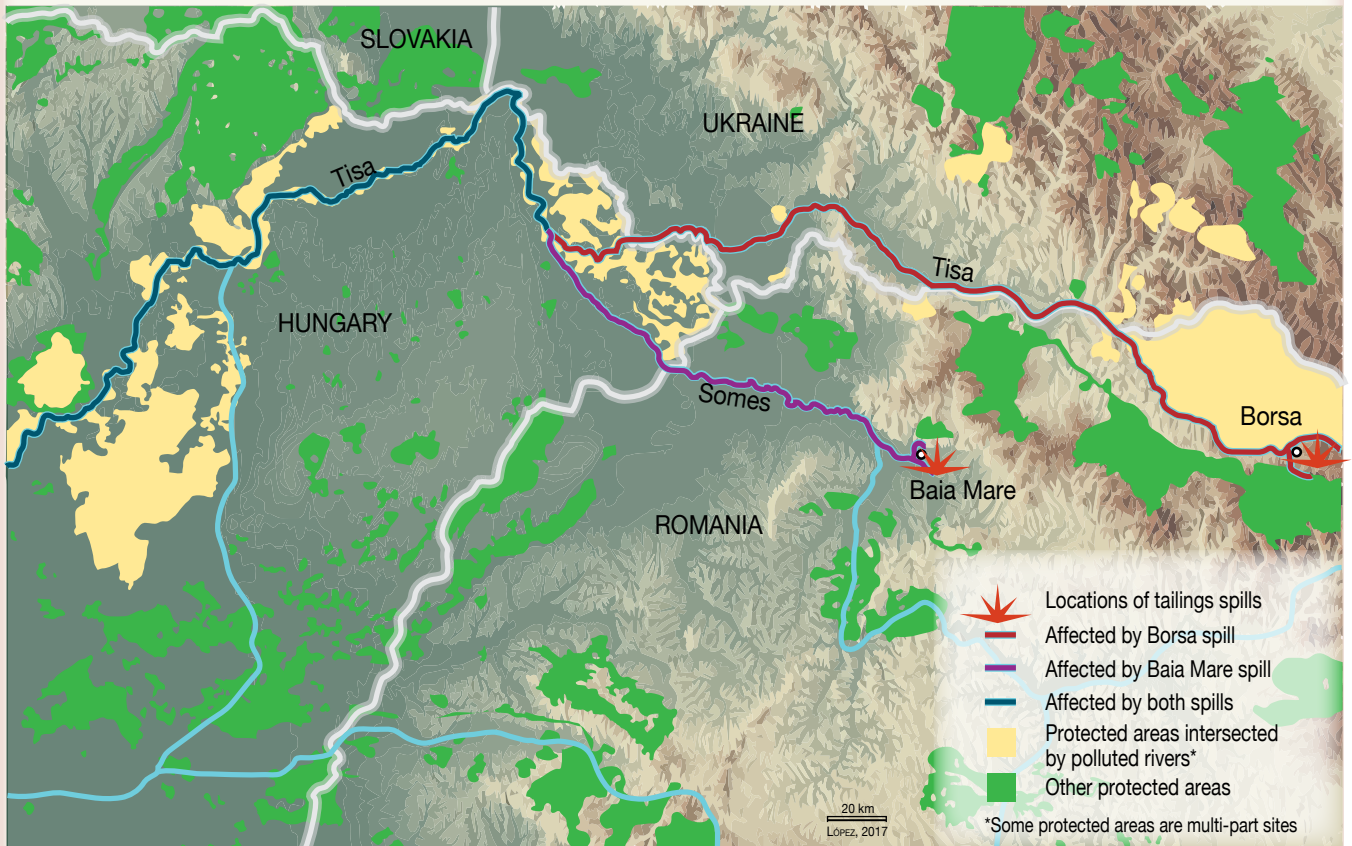 SLOVAKIA
UKRAINE
Tisa
Tisa
HUNGARY
Somes
Borsa
Baia Mare
ROMANIA
Locations of tailings spills
Affected by Borsa spill
Affected by Baia Mare spill
Affected by both spills
Protected areas intersected
by polluted rivers*
Other protected areas
*Some protected areas are multi-part sites
20 km
LÓPEZ, 2017